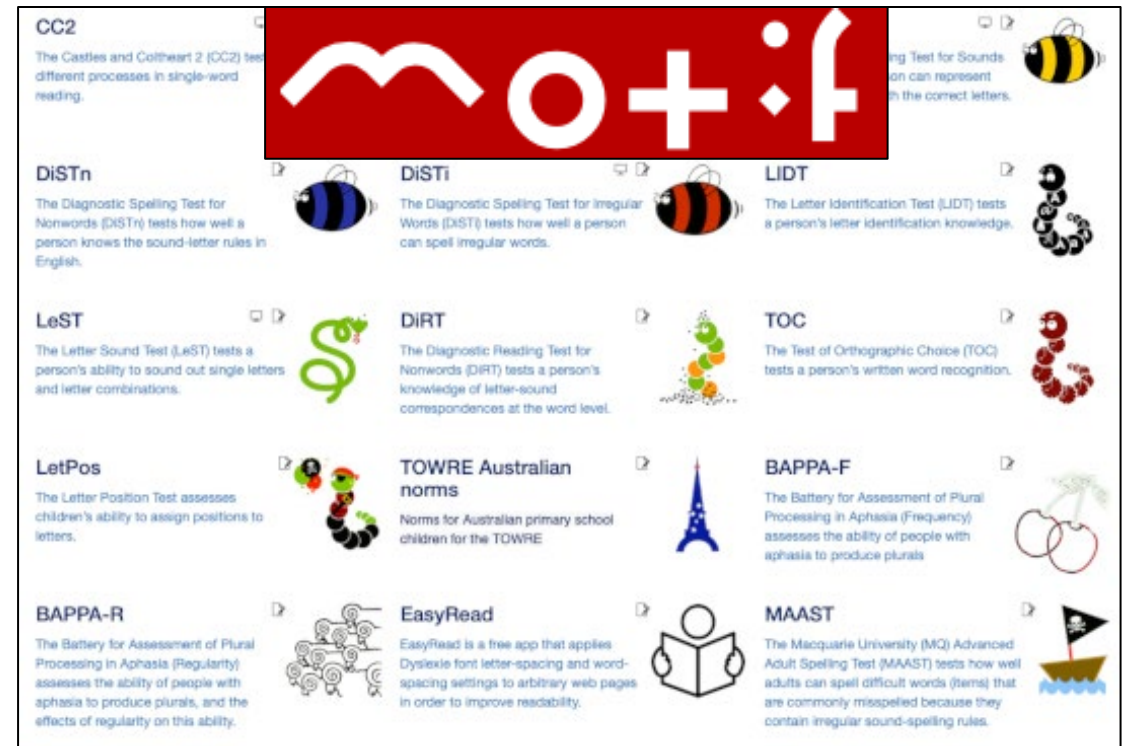 motif
CC2
The Castles and Coltheart 2 (CC2) tests
different processes in single-word
reading.
ing Test for Sounds
on can represent
h the correct letters.
DiSTn
The Diagnostic Spelling Test for
Nonwords (DiSTn) tests how well a
person knows the sound-letter rules in
English.
DiSTi
The Diagnostic Spelling Test for Irregular
Words (DiSTi) tests how well a person
can spell irregular words.
LIDT
The Letter Identification Test (LIDT) tests
a person's letter identification knowledge.
LeST
The Letter Sound Test (LeST) tests a
person's ability to sound out single letters
and letter combinations.
DiRT
The Diagnostic Reading Test for
Nonwords (DiRT) tests a person's
knowledge of letter-sound
correspondences at the word level.
TOC
The Test of Orthographic Choice (TOC)
tests a person's written word recognition.
LetPos
The Letter Position Test assesses
children's ability to assign positions to
letters.
TOWRE Australian
norms
Norms for Australian primary school
children for the TOWRE
BAPPA-F
The Battery for Assessment of Plural
Processing in Aphasia (Frequency)
assesses the ability of people with
aphasia to produce plurals
BAPPA-R
The Battery for Assessment of Plural
Processing in Aphasia (Regularity)
assesses the ability of people with
aphasia to produce plurals, and the
effects of regularity on this ability.
EasyRead
EasyRead is a free app that applies
Dyslexie font letter-spacing and word-
spacing settings to arbitrary web pages
in order to improve readability.
MAAST
The Macquarie University (MQ) Advanced
Adult Spelling Test (MAAST) tests how well
adults can spell difficult words (items) that
are commonly misspelled because they
contain irregular sound-spelling rules.